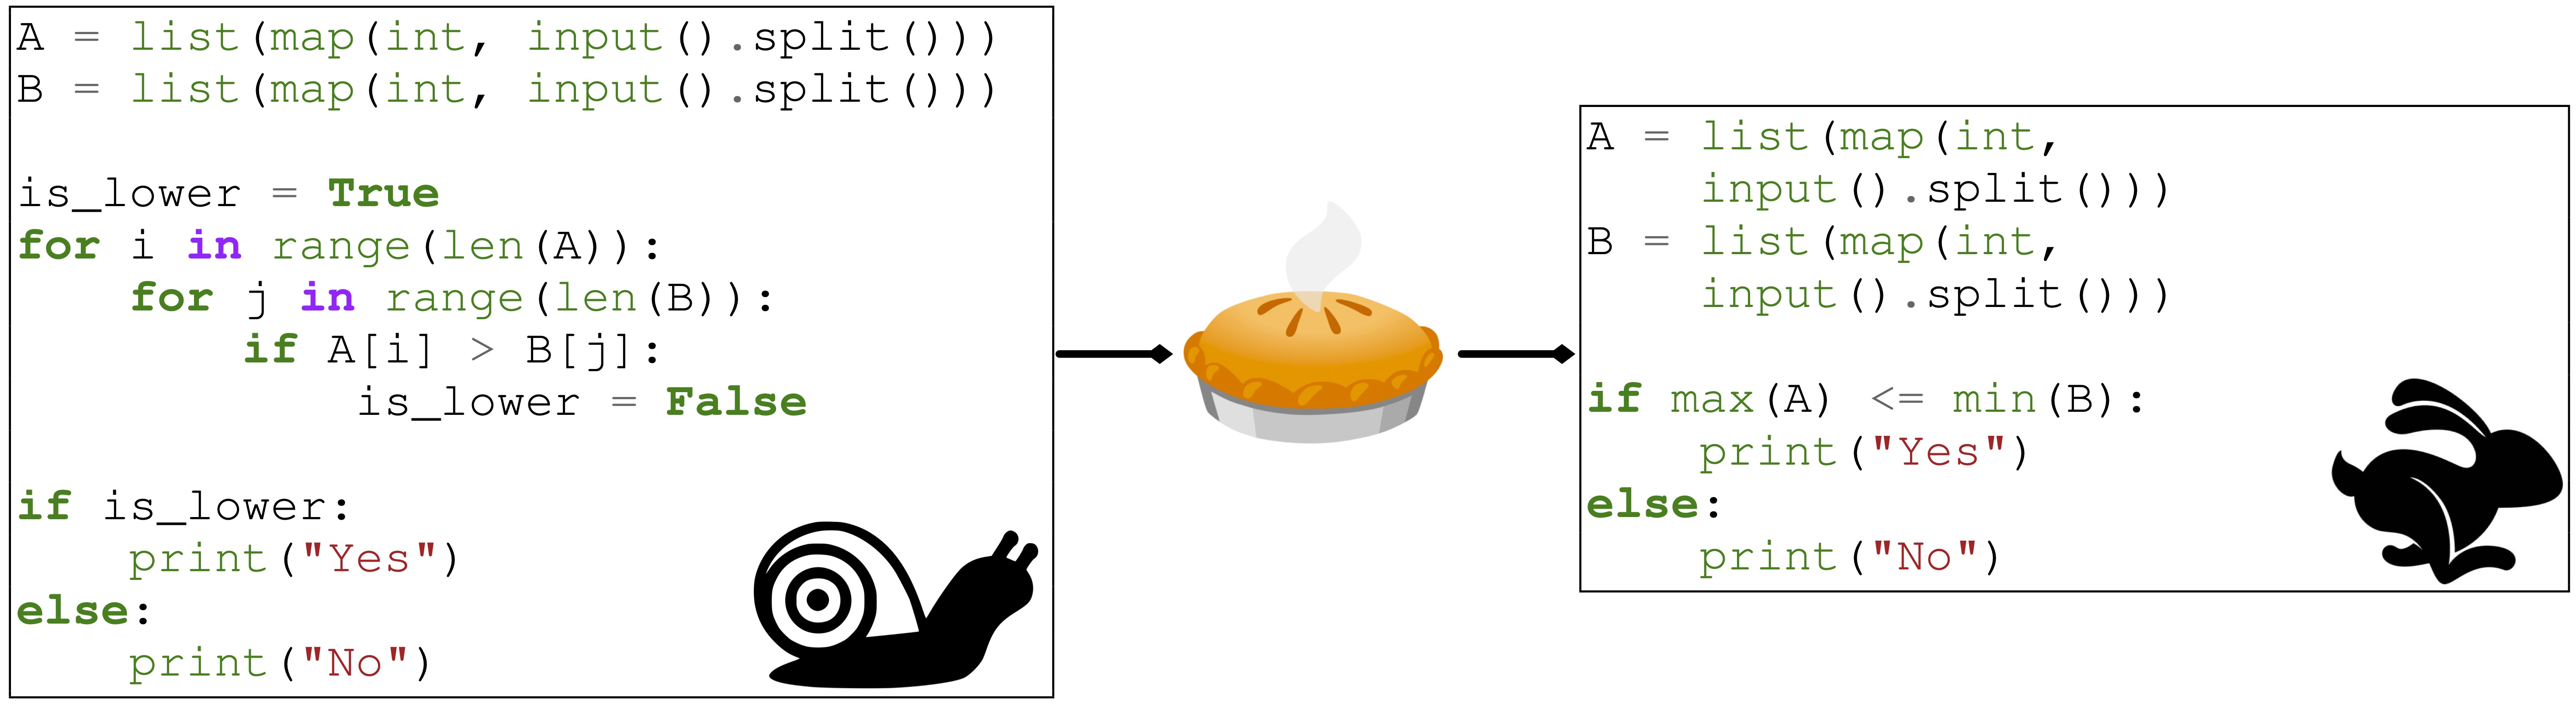 A = list(map(int, input().split()))
B = list(map(int, input().split()))

is_lower = True
for i in range(len(A)):
    for j in range(len(B)):
        if A[i] > B[j]:
            is_lower = False

if is_lower:
    print("Yes")
else:
    print("No")

A = list(map(int,
    input().split()))
B = list(map(int,
    input().split()))

if max(A) <= min(B):
    print("Yes")
else:
    print("No")